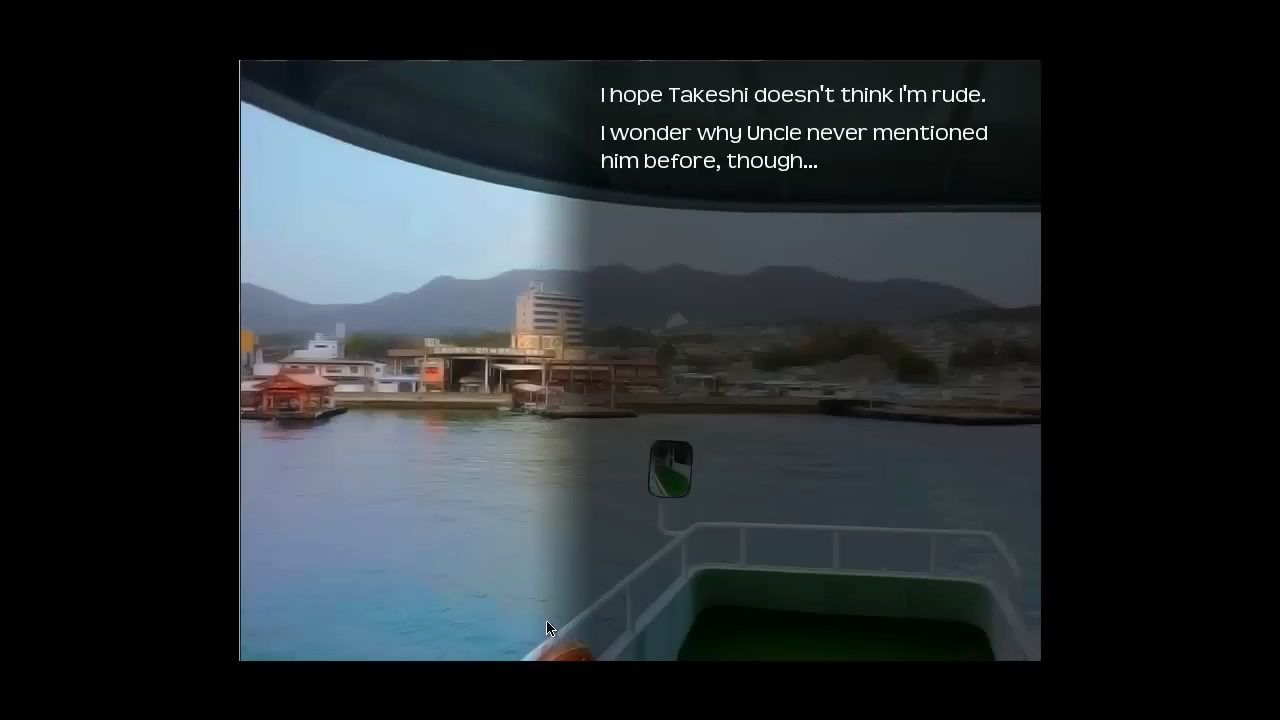 I hope Takeshi doesn't think I'm rude.
I wonder why Uncle never mentioned
him before, though...